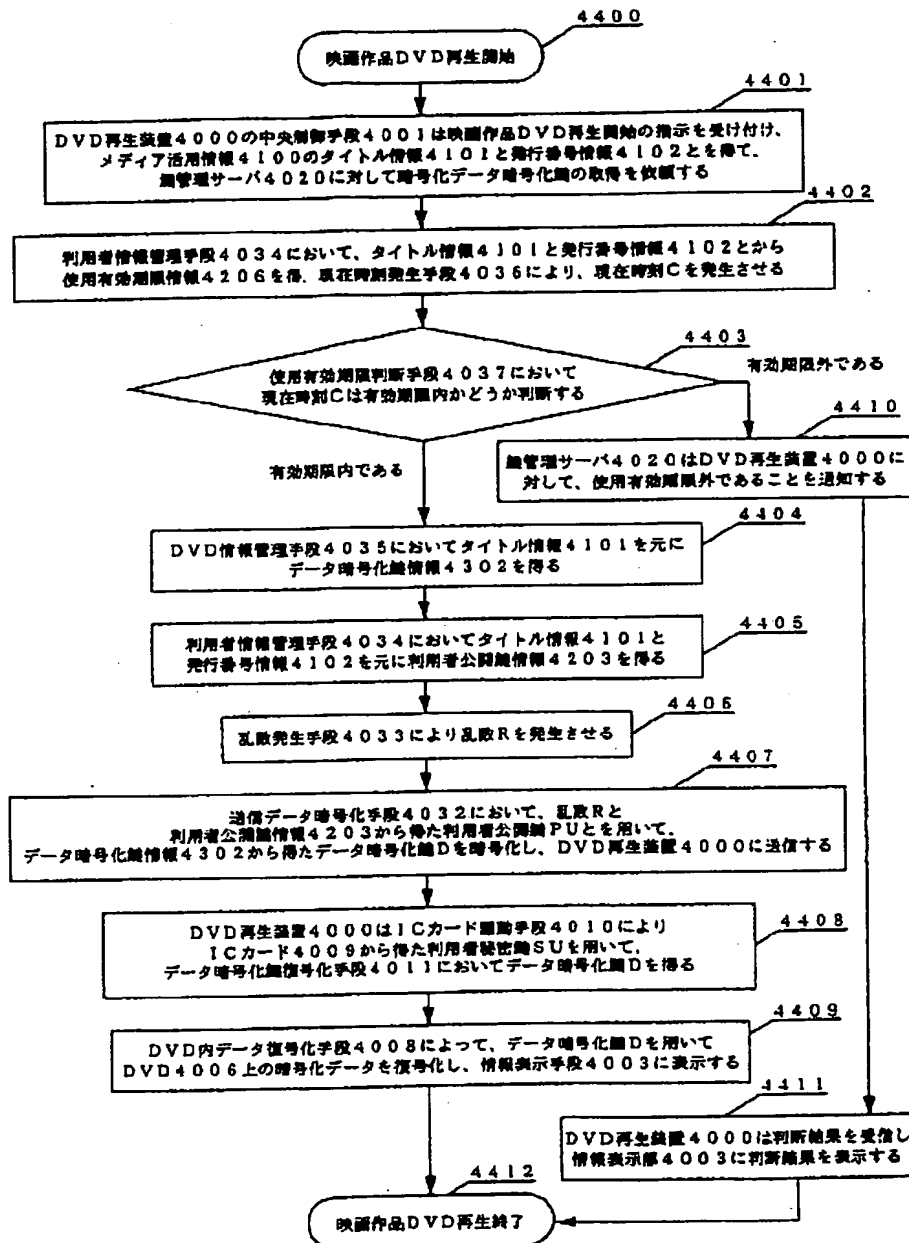 4400
映画作品DVD再生開始
4401
DVD再生装置4000の中央制御手段4001は映画作品DVD再生開始の指示を受け付け、
メディア活用情報4100のタイトル情報4101と発行番号情報4102とを得て、
鍵管理サーバ4020に対して暗号化データ暗号化鍵の取得を依頼する
4402
利用者情報管理手段4034において、タイトル情報4101と発行番号情報4102とから
使用有効期限情報4206を得、現在時刻発生手段4036により、現在時刻Cを発生させる
4403
使用有効期限判断手段4037において
現在時刻Cは有効期限内かどうか判断する
有効期限外である
4410
鍵管理サーバ4020はDVD再生装置4000に
対して、使用有効期限外であることを通知する
有効期限内である
4404
DVD情報管理手段4035においてタイトル情報4101を元に
データ暗号化鍵情報4302を得る
4405
利用者情報管理手段4034においてタイトル情報4101と
発行番号情報4102を元に利用者公開鍵情報4203を得る
4406
乱数発生手段4033により乱数Rを発生させる
4407
送信データ暗号化手段4032において、乱数Rと
利用者公開鍵情報4203から得た利用者公開鍵PUとを用いて、
データ暗号化鍵情報4302から得たデータ暗号化鍵Dを暗号化し、DVD再生装置4000に送信する
4408
DVD再生装置4000はICカード駆動手段4010により
ICカード4009から得た利用者秘密鍵SUを用いて、
データ暗号化鍵復号化手段4011においてデータ暗号化鍵Dを得る
4409
DVD内データ復号化手段4008によって、データ暗号化鍵Dを用いて
DVD4006上の暗号化データを復号化し、情報表示手段4003に表示する
4411
DVD再生装置4000は判断結果を受信し
情報表示部4003に判断結果を表示する
4412
映画作品DVD再生終了